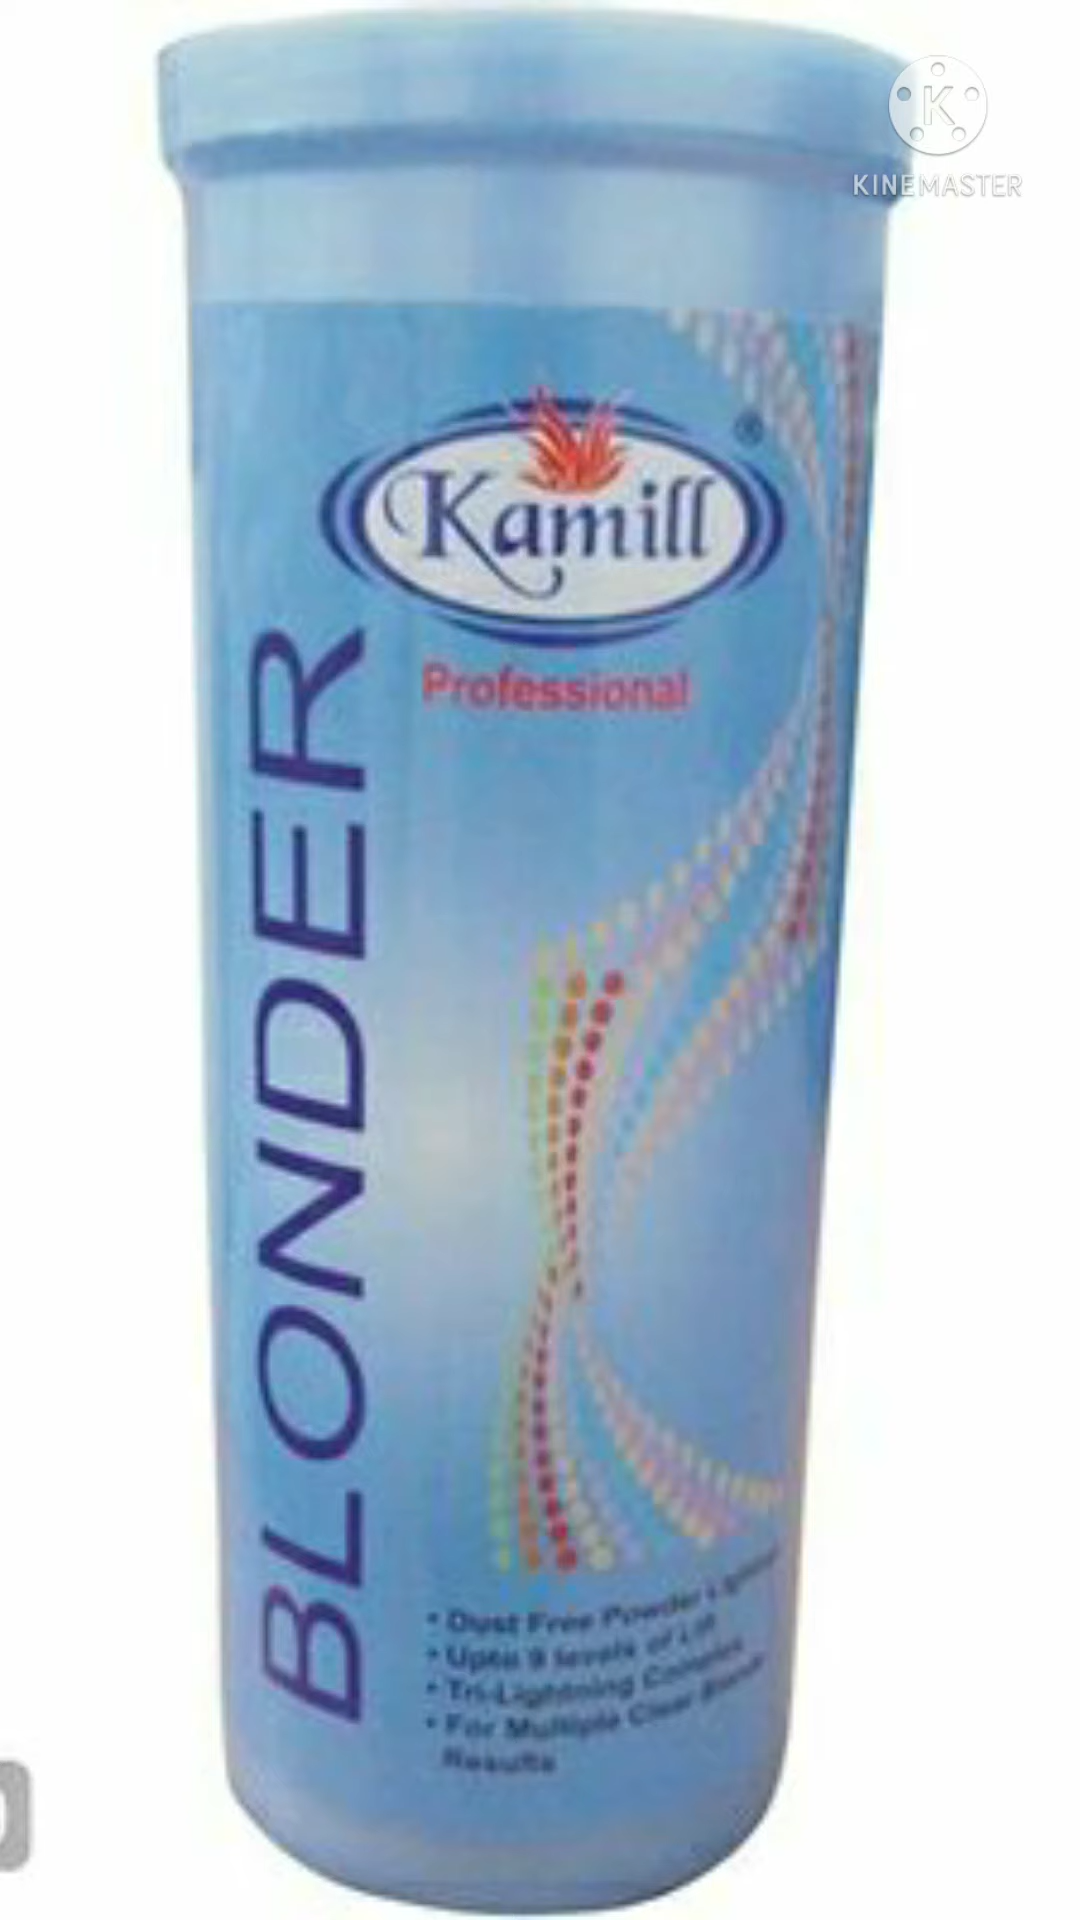 K
KINEMASTER
Kamill
®
Professional
BLONDER
• Dust Free Powder
• Upto 9 levels of Lift
• Tri-Lightning Complex
• For Multiple Clear Blonde
Results